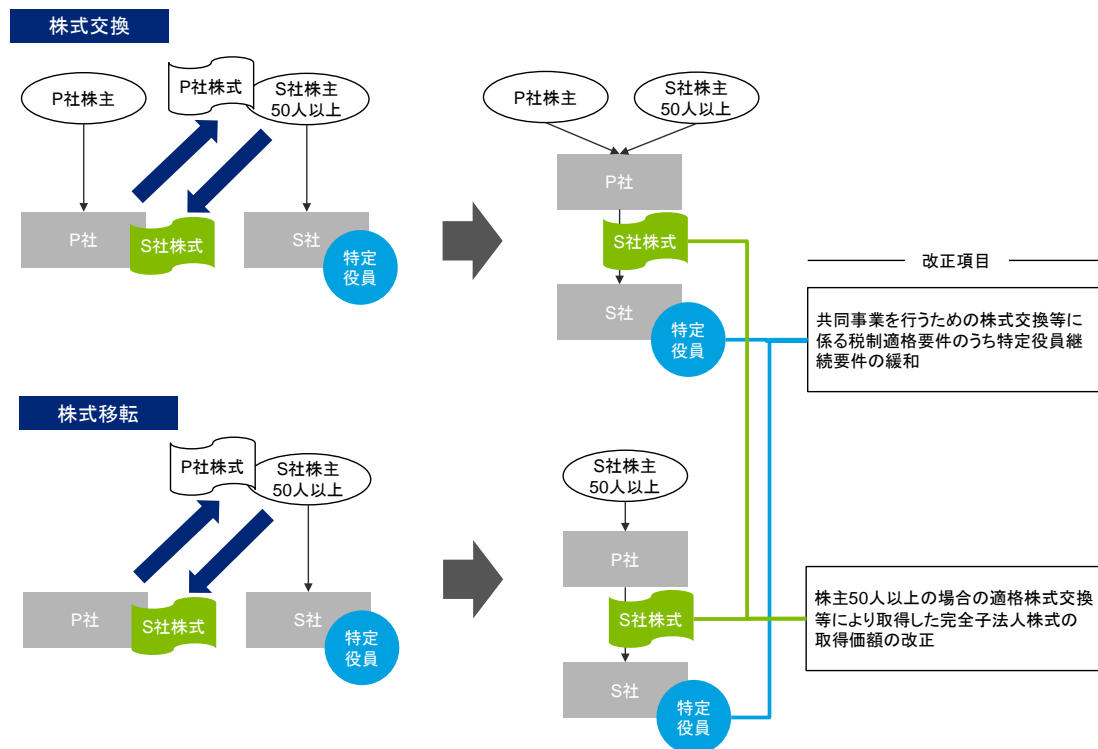 株式交換
P社株主
P社株式
S社株主
50人以上
P社
S社株式
S社
特定
役員
P社株主
S社株主
50人以上
P社
S社株式
S社
特定
役員
改正項目
共同事業を行うための株式交換等に
係る税制適格要件のうち特定役員継
続要件の緩和
株式移転
P社株式
S社株主
50人以上
P社
S社株式
S社
特定
役員
S社株主
50人以上
P社
S社株式
S社
特定
役員
株主50人以上の場合の適格株式交換
等により取得した完全子法人株式の
取得価額の改正